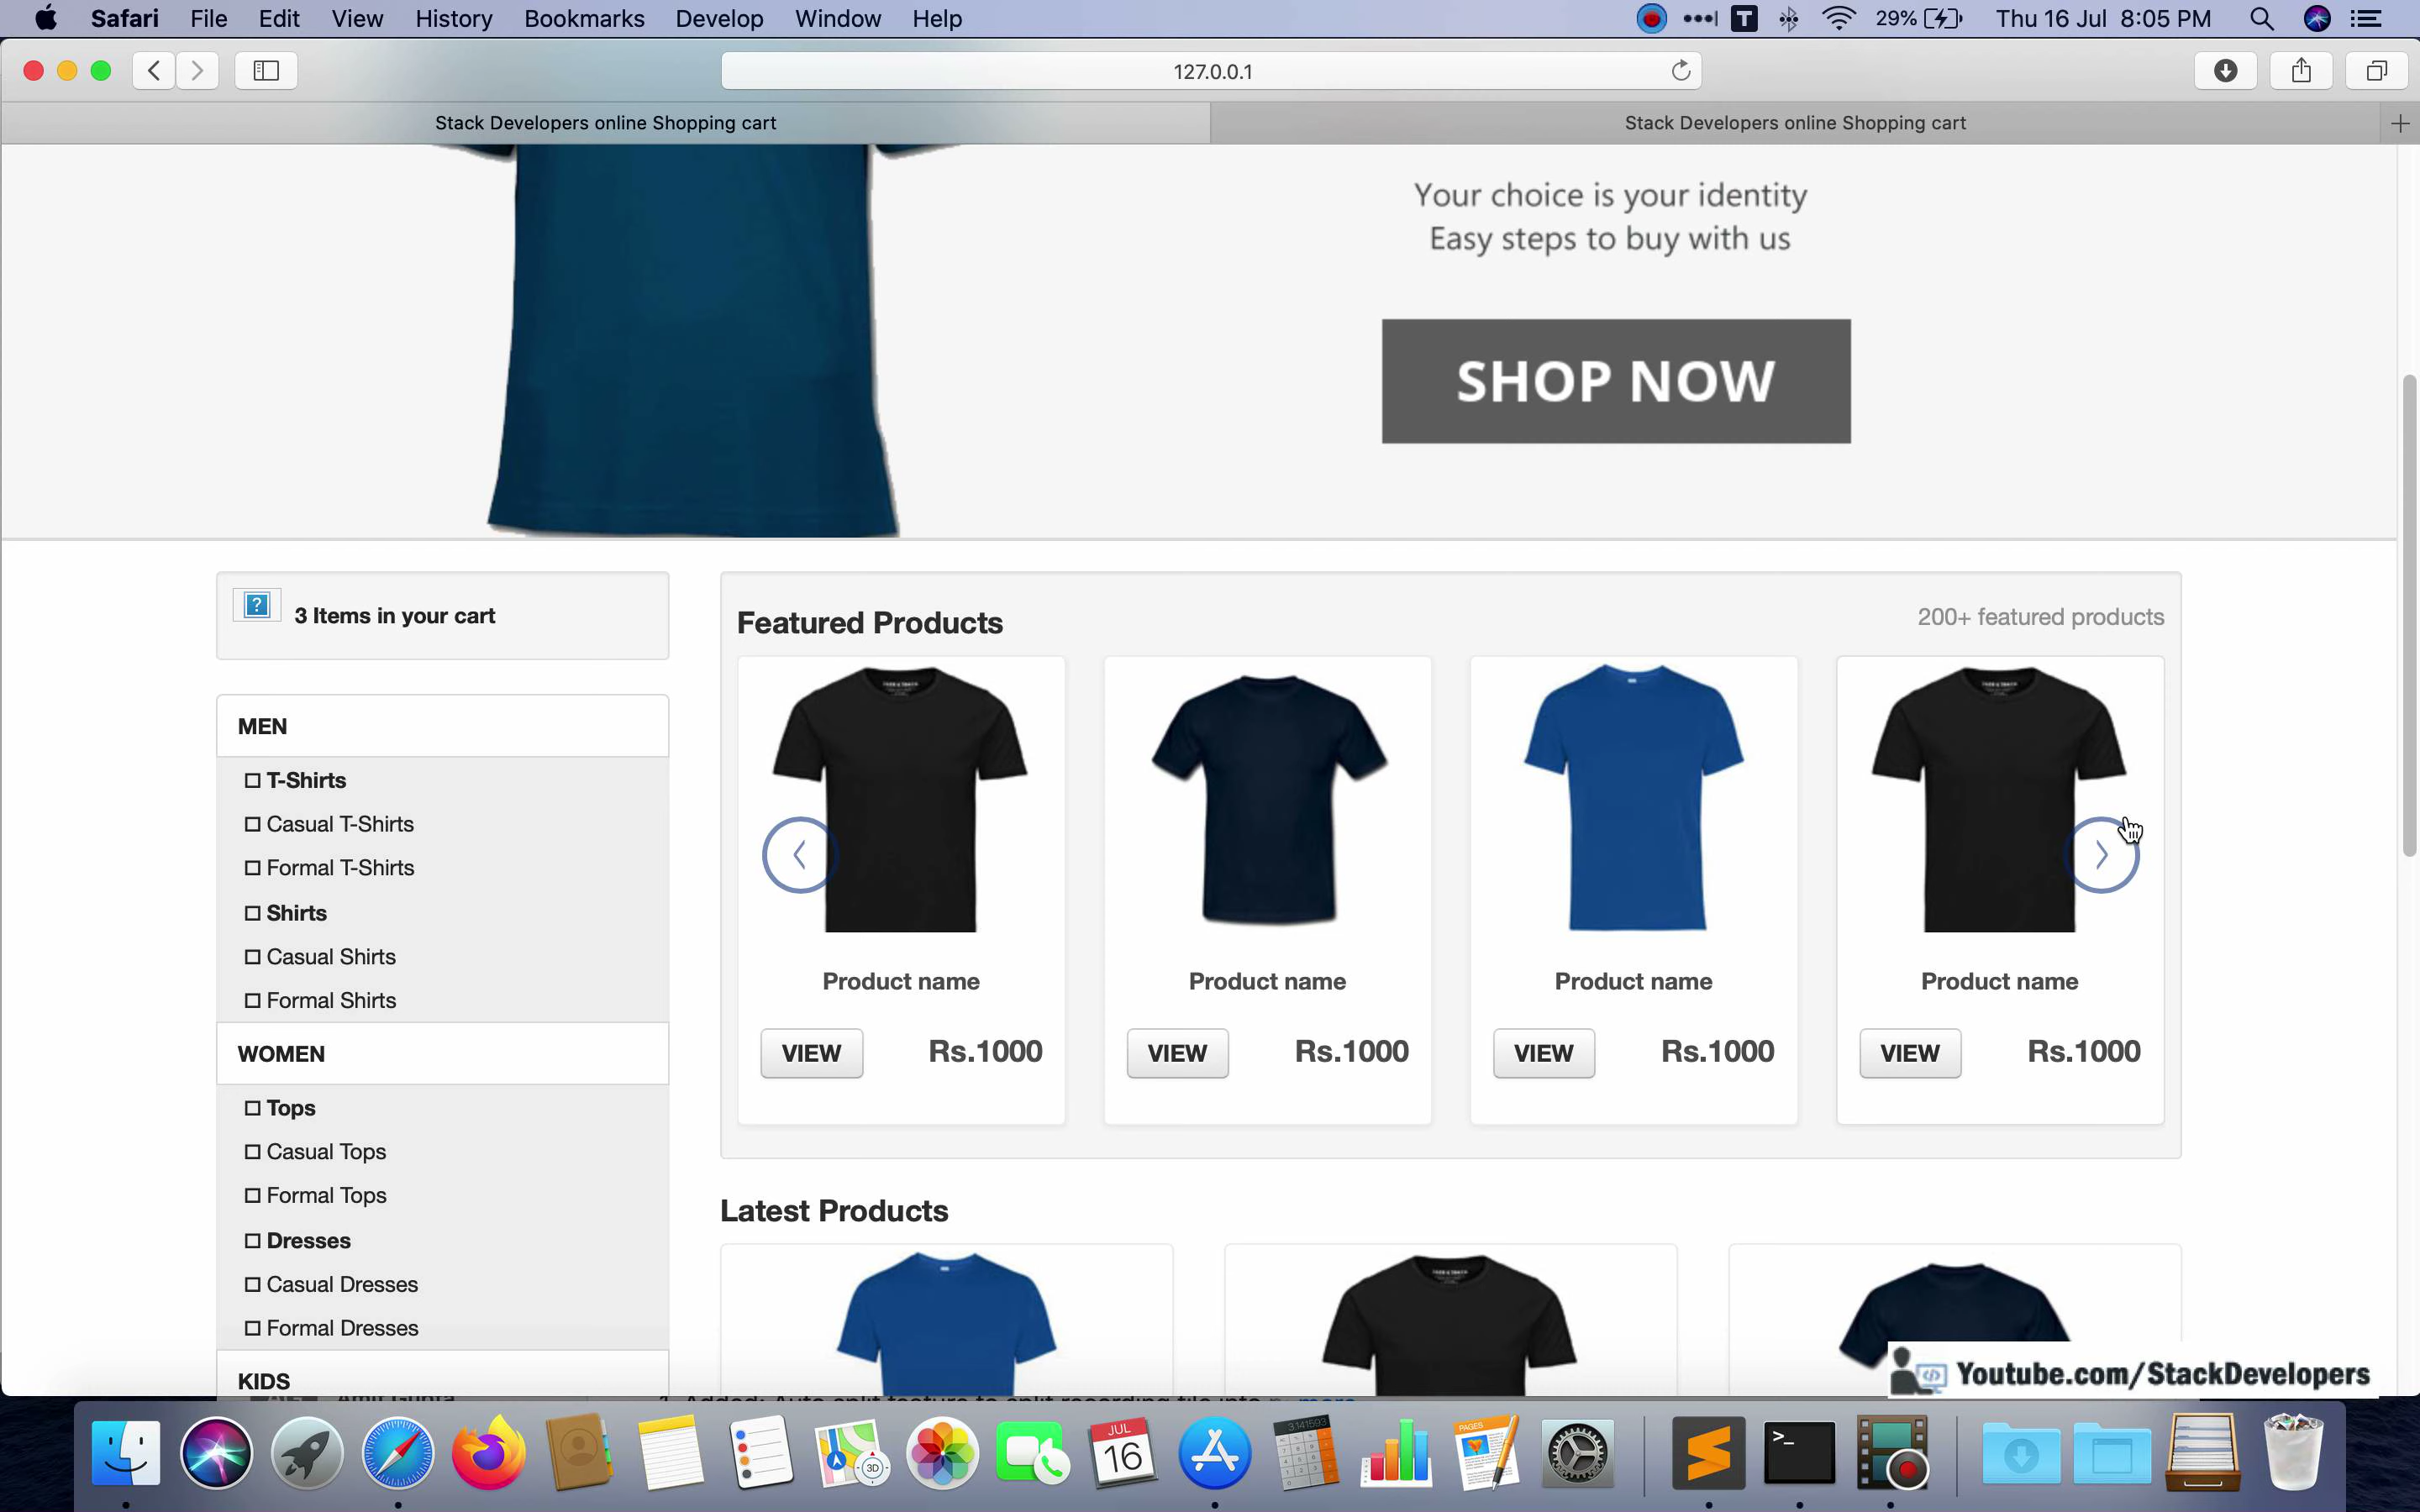 Safari File Edit View History Bookmarks Develop Window Help
29% Thu 16 Jul 8:05 PM
127.0.0.1
Stack Developers online Shopping cart
Stack Developers online Shopping cart
Your choice is your identity
Easy steps to buy with us
SHOP NOW
3 Items in your cart
MEN
T-Shirts
Casual T-Shirts
Formal T-Shirts
Shirts
Casual Shirts
Formal Shirts
WOMEN
Tops
Casual Tops
Formal Tops
Dresses
Casual Dresses
Formal Dresses
KIDS
Featured Products
200+ featured products
Product name
VIEW Rs.1000
Product name
VIEW Rs.1000
Product name
VIEW Rs.1000
Product name
VIEW Rs.1000
Latest Products
Youtube.com/StackDevelopers
JUL
16
3D
PAGES